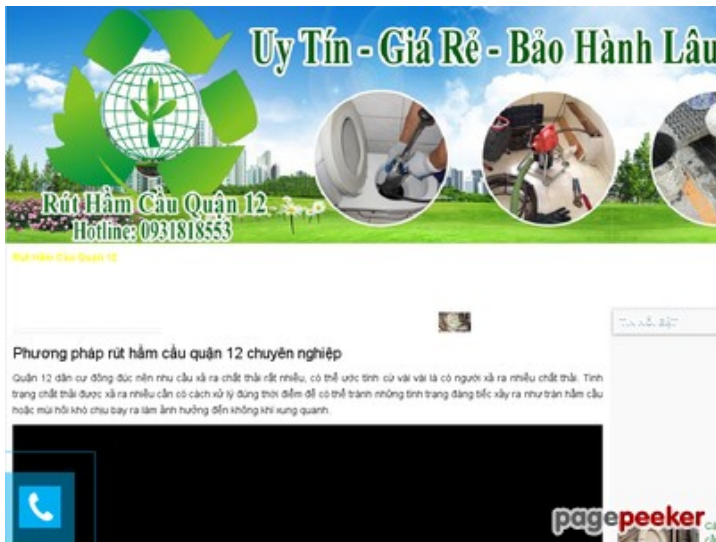 Uy Tín - Giá Rẻ - Bảo Hành Lâu
Rút Hầm Cầu Quận 12
Hotline: 0931818553
Rút Hầm Cầu Quận 12
Phương pháp rút hầm cầu quận 12 chuyên nghiệp
Quận 12 dân cư đông đúc nên nhu cầu xả ra chất thải rất nhiều, có thể ước tính cứ vài vài là có người xả ra nhiều chất thải. Tình
trạng chất thải được xả ra nhiều cần có cách xử lý đúng thời điểm để có thể tránh những tình trạng đáng tiếc xảy ra như tràn hầm cầu
hoặc mùi hôi khó chịu bay ra làm ảnh hưởng đến không khí xung quanh.
pagepeeker